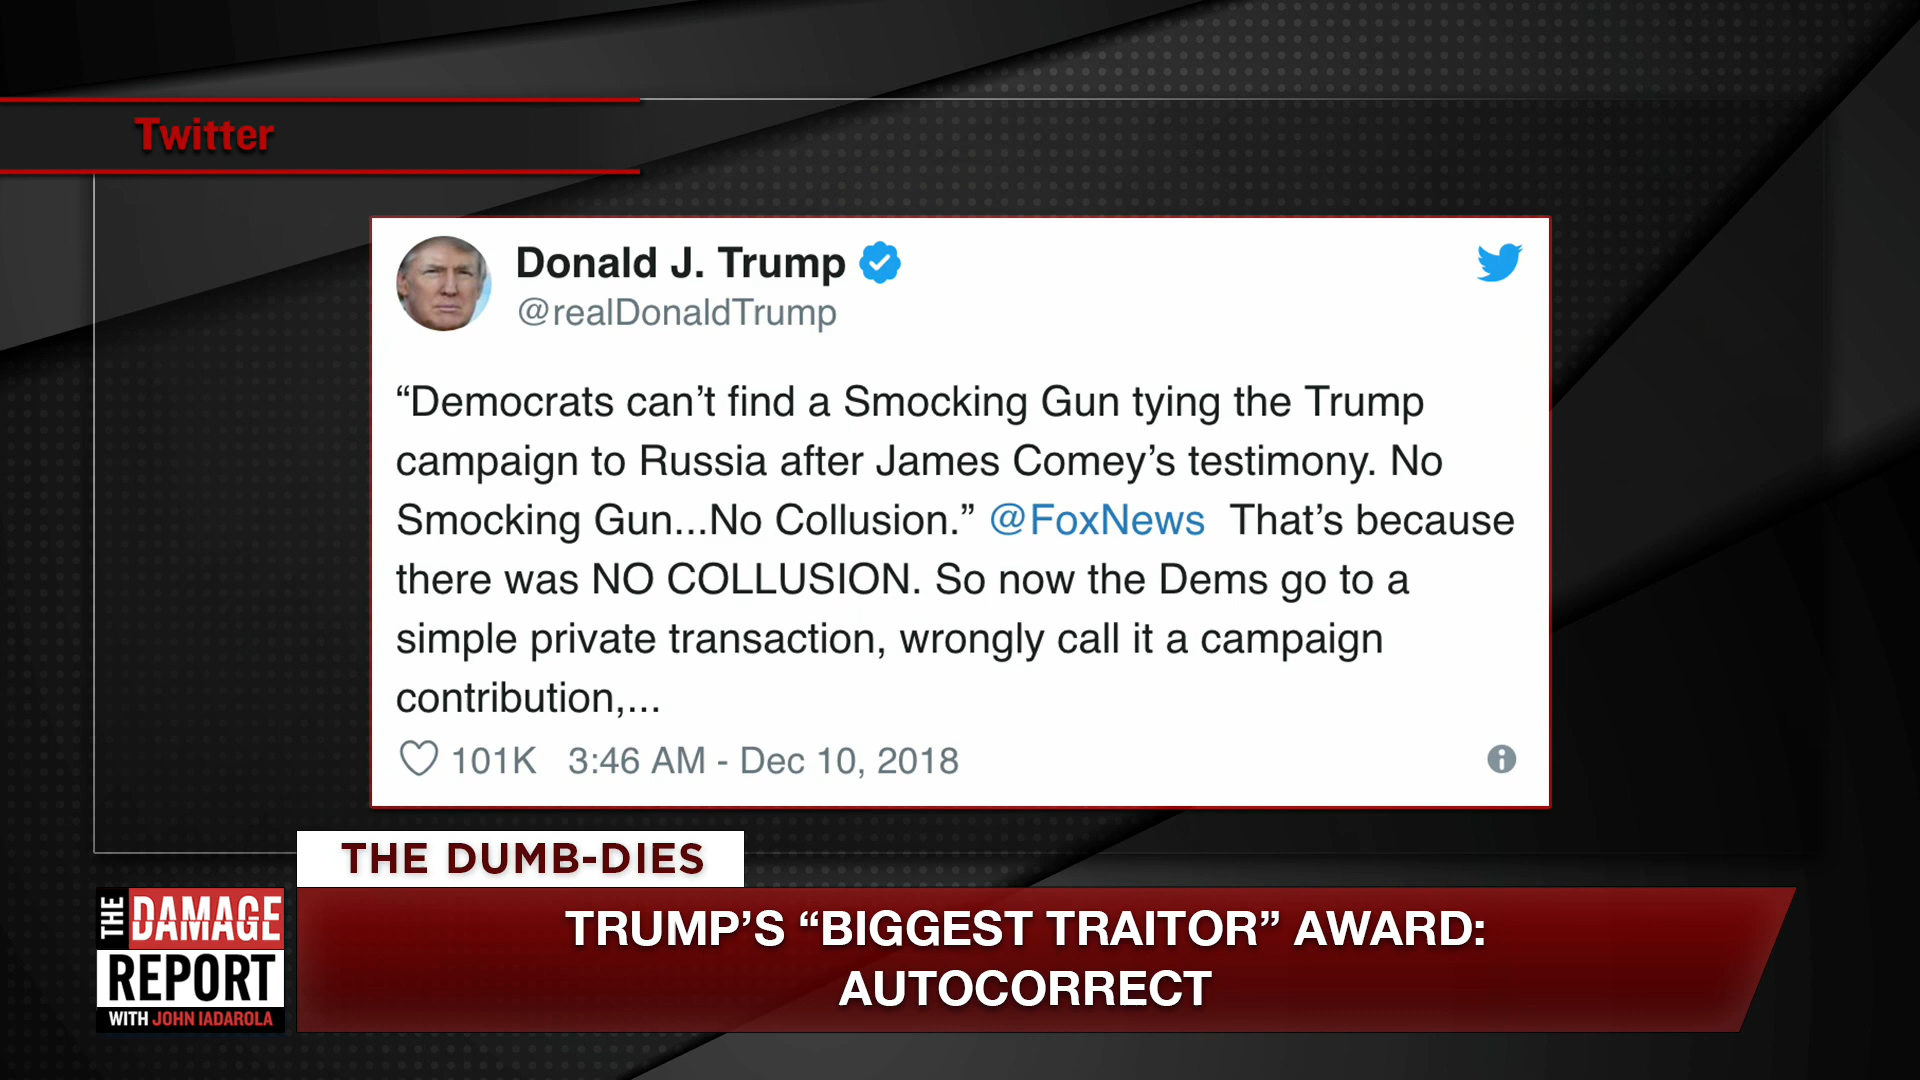 Twitter
Donald J. Trump
@realDonaldTrump
“Democrats can’t find a Smocking Gun tying the Trump
campaign to Russia after James Comey’s testimony. No
Smocking Gun...No Collusion.” @FoxNews That’s because
there was NO COLLUSION. So now the Dems go to a
simple private transaction, wrongly call it a campaign
contribution,...
101K 3:46 AM - Dec 10, 2018
THE DUMB-DIES
TRUMP’S “BIGGEST TRAITOR” AWARD:
AUTOCORRECT
THE DAMAGE
REPORT
WITH JOHN IADAROLA